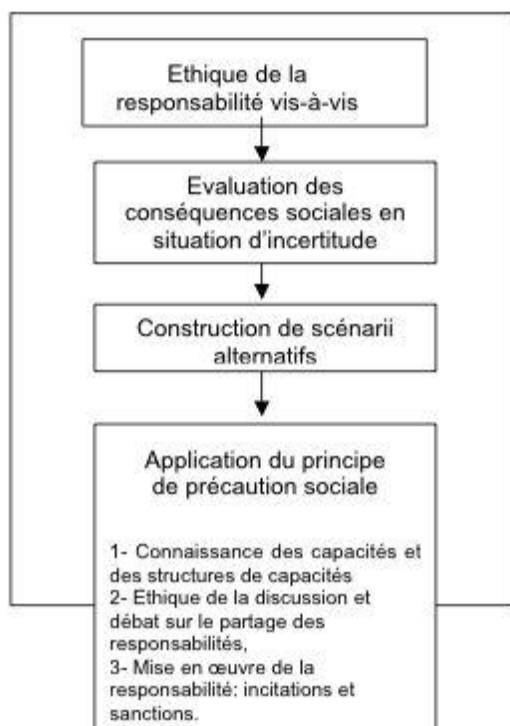 Ethique de la
responsabilité vis-à-vis
Evaluation des
conséquences sociales en
situation d'incertitude
Construction de scénarii
alternatifs
Application du principe
de précaution sociale
1- Connaissance des capacités et
des structures de capacités
2- Ethique de la discussion et
débat sur le partage des
responsabilités,
3- Mise en œuvre de la
responsabilité: incitations et
sanctions.